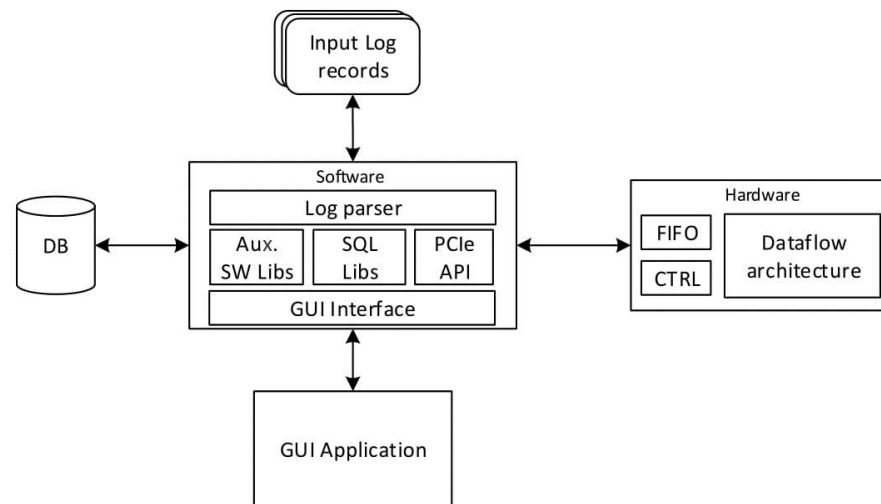 Input Log
records
Software
Log parser
Aux.
SW Libs
SQL
Libs
PCIe
API
GUI Interface
DB
Hardware
FIFO
CTRL
Dataflow
architecture
GUI Application